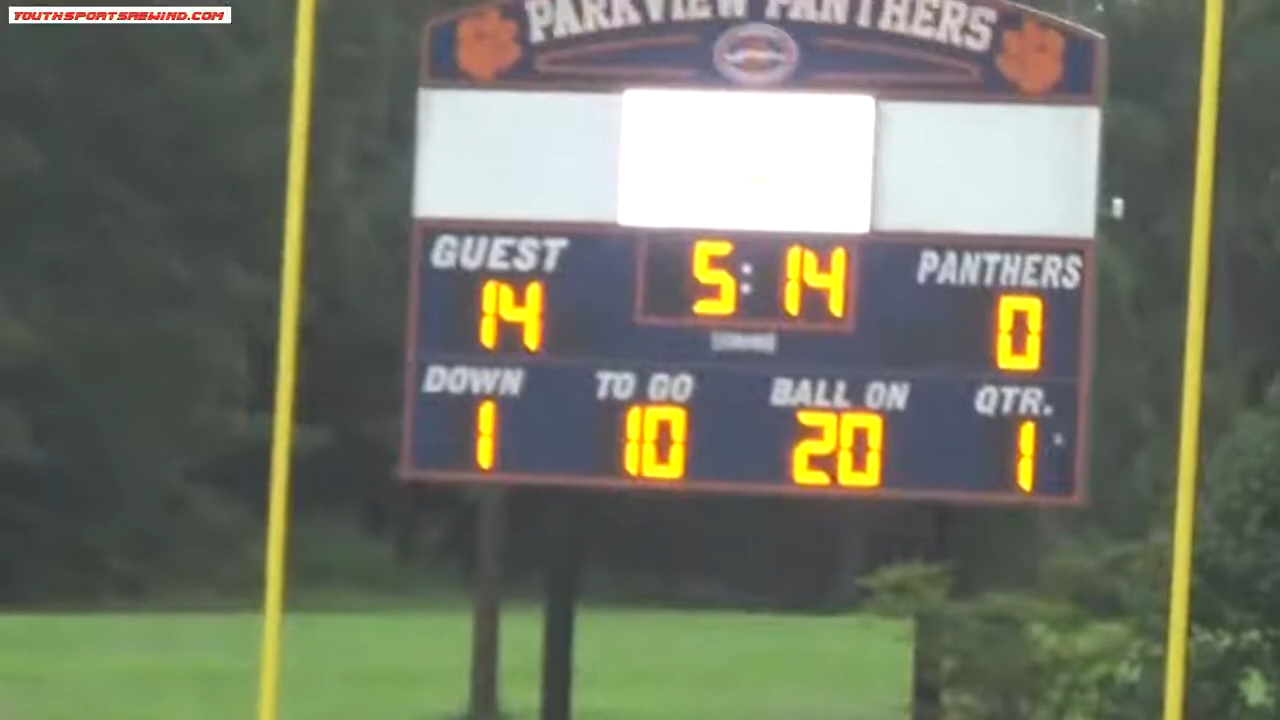 YOUTHSPORTSREWIND.COM
PARKVIEW PANTHERS
GUEST 5:14 PANTHERS
14 0
DOWN TO GO BALL ON QTR.
1 10 20 1